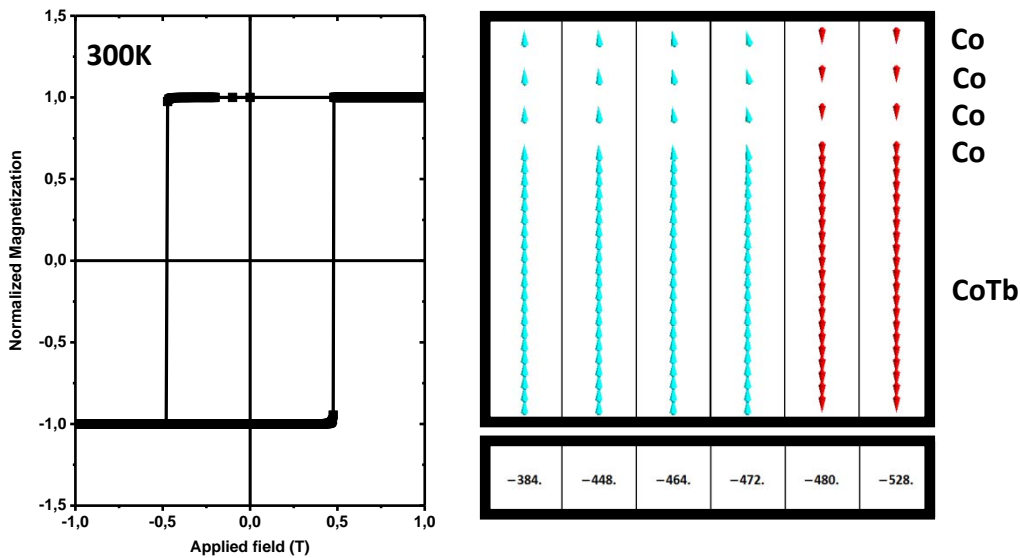 300K
Normalized Magnetization
1,5
1,0
0,5
0,0
-0,5
-1,0
-1,5
-1,0
-0,5
0,0
0,5
1,0
Applied field (T)
Co
Co
Co
Co
CoTb
−384.
−448.
−464.
−472.
−480.
−528.